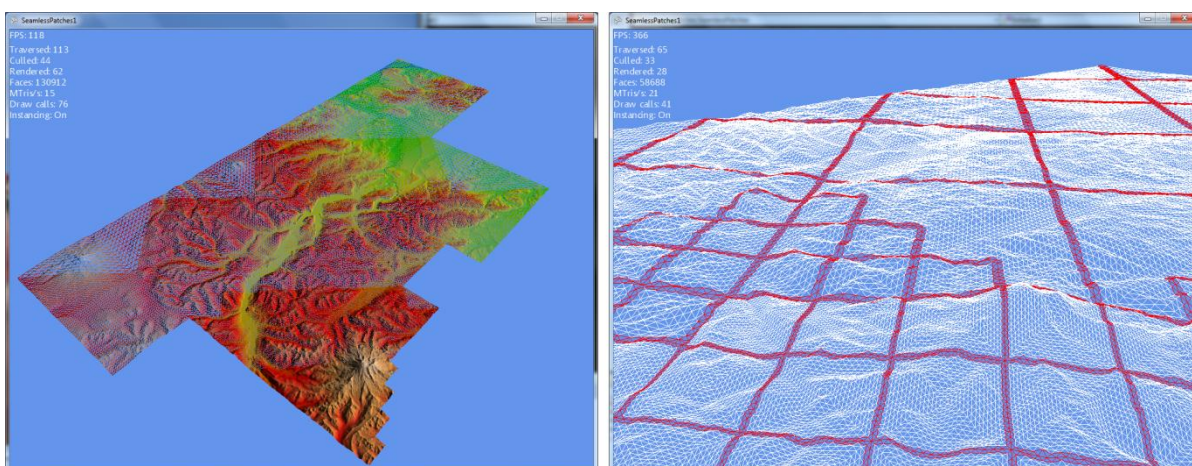 SeamlessPatches1
FPS: 118
Traversed: 113
Culled: 44
Rendered: 62
Faces: 130912
MTris/s: 15
Draw calls: 76
Instancing: On
SeamlessPatches1
FPS: 366
Traversed: 65
Culled: 33
Rendered: 28
Faces: 58688
MTris/s: 21
Draw calls: 41
Instancing: On